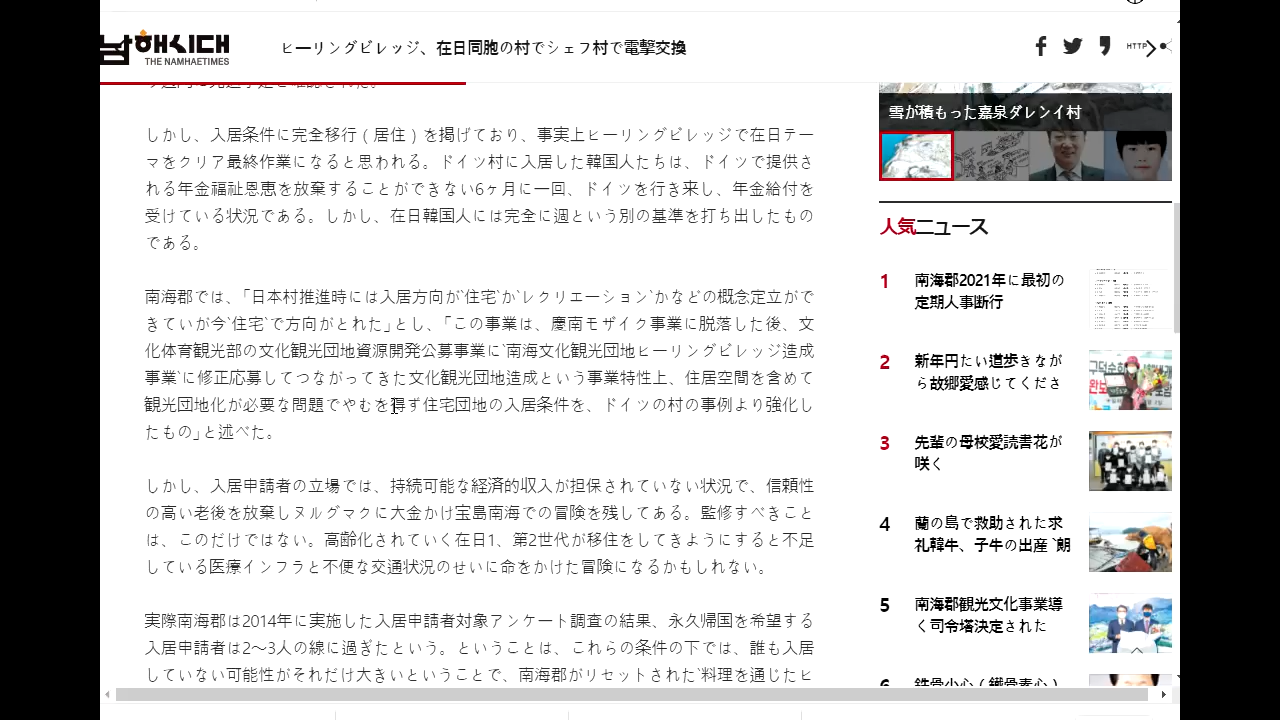 남해시대
THE NAMHAETIMES
ヒーリングビレッジ、在日同胞の村でシェフ村で電撃交換
HTTP
しかし、入居条件に完全移行（居住）を掲げており、事実上ヒーリングビレッジで在日テー
マをクリア最終作業になると思われる。ドイツ村に入居した韓国人たちは、ドイツで提供さ
れる年金福祉恩恵を放棄することができない6ヶ月に一回、ドイツを行き来し、年金給付を
受けている状況である。しかし、在日韓国人には完全に週という別の基準を打ち出したもの
である。
南海郡では、「日本村推進時には入居分譲が`住宅`か`レクリエーション`かなどの概念定立がで
きていが今`住宅`で方向がとれた」とし、「この事業は、慶南モザイク事業に脱落した後、文
化体育観光部の文化観光団地資源開発公募事業に`南海文化観光団地ヒーリングビレッジ造成
事業`に修正応募してつながってきた文化観光団地造成という事業特性上、住居空間を含めて
観光団地化が必要な問題でやむを得ず住宅団地の入居条件を、ドイツの村の事例より強化し
たもの」と述べた。
しかし、入居申請者の立場では、持続可能な経済的収入が担保されていない状況で、信頼性
の高い老後を放棄しヌルグマクに大金かけ宝島南海での冒険を残してある。監修すべきこと
は、このだけではない。高齢化されていく在日1、第2世代が移住をしてきようにすると不足
している医療インフラと不便な交通状況のせいに命をかけた冒険になるかもしれない。
実際南海郡は2014年に実施した入居申請者対象アンケート調査の結果、永久帰国を希望する
入居申請者は2〜3人の線に過ぎたという。ということは、これらの条件の下では、誰も入居
していない可能性がそれだけ大きいということで、南海郡がリセットされた`料理を通じたヒ
雪が積もった嘉泉ダレンイ村
人気ニュース
1 南海郡2021年に最初の
定期人事断行
2 新年円たい道歩きなが
ら故郷愛感じてくださ
3 先輩の母校愛読書花が
咲く
4 蘭の島で救助された求
礼韓牛、子牛の出産 `朗
5 南海郡観光文化事業導
く司令塔決定された